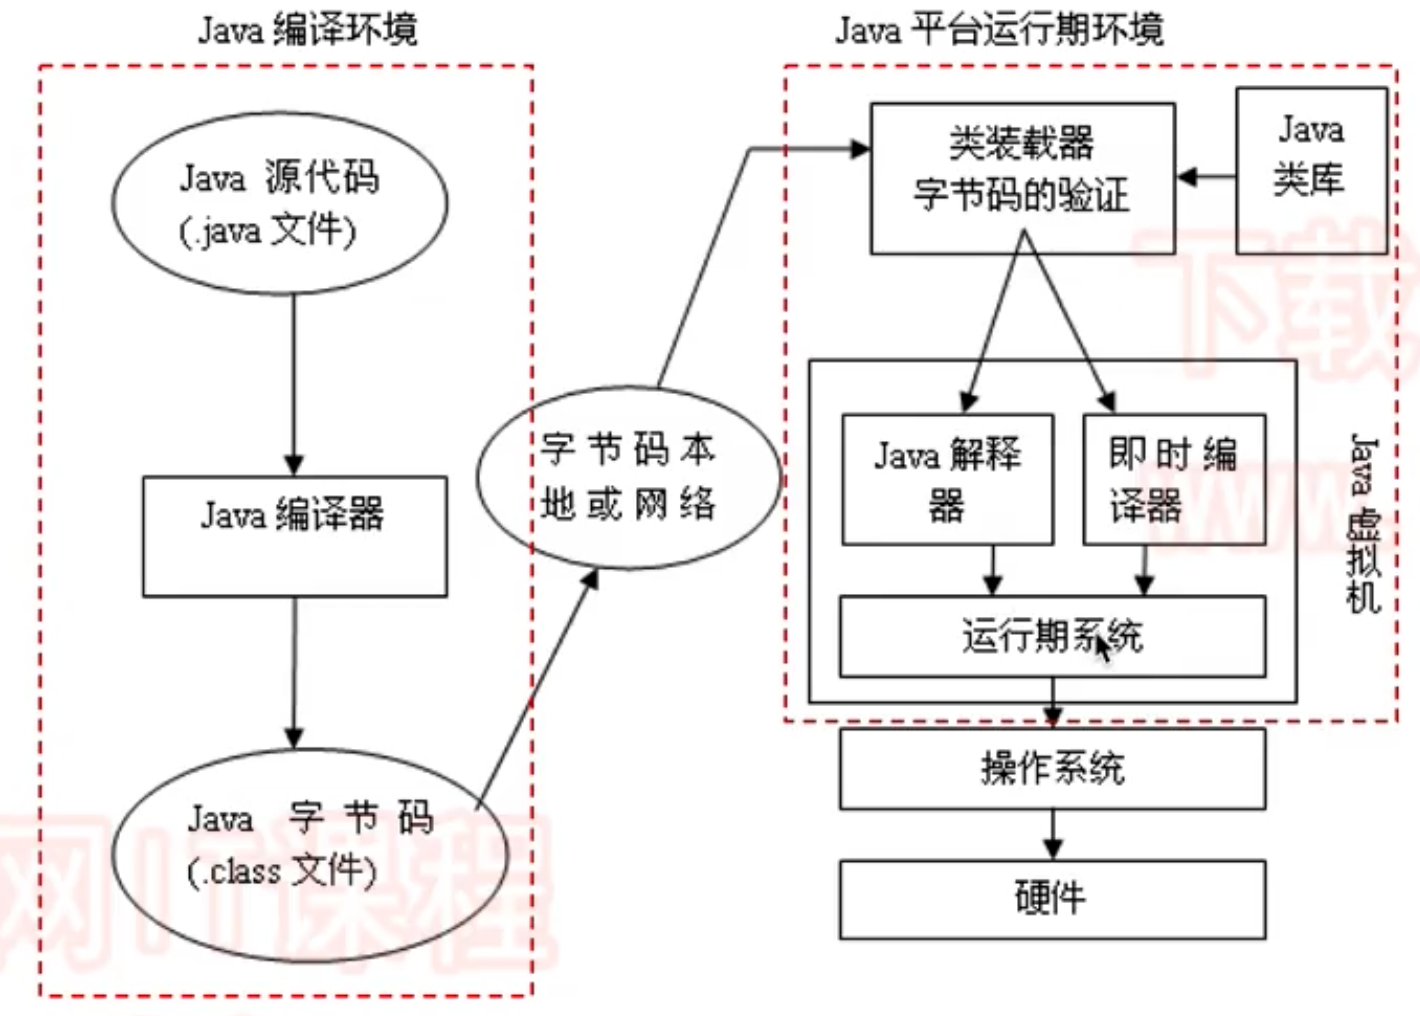 Java 编译环境
Java 源代码
(.java 文件)
Java 编译器
Java 字 节 码
(.class 文件)
字 节 码 本
地 或 网 络
Java 平台运行期环境
类装载器
字节码的验证
Java
类库
Java 解释
器
即 时 编
译器
运行期系统
Java 虚拟机
操作系统
硬件
下载
www.
网IT课程